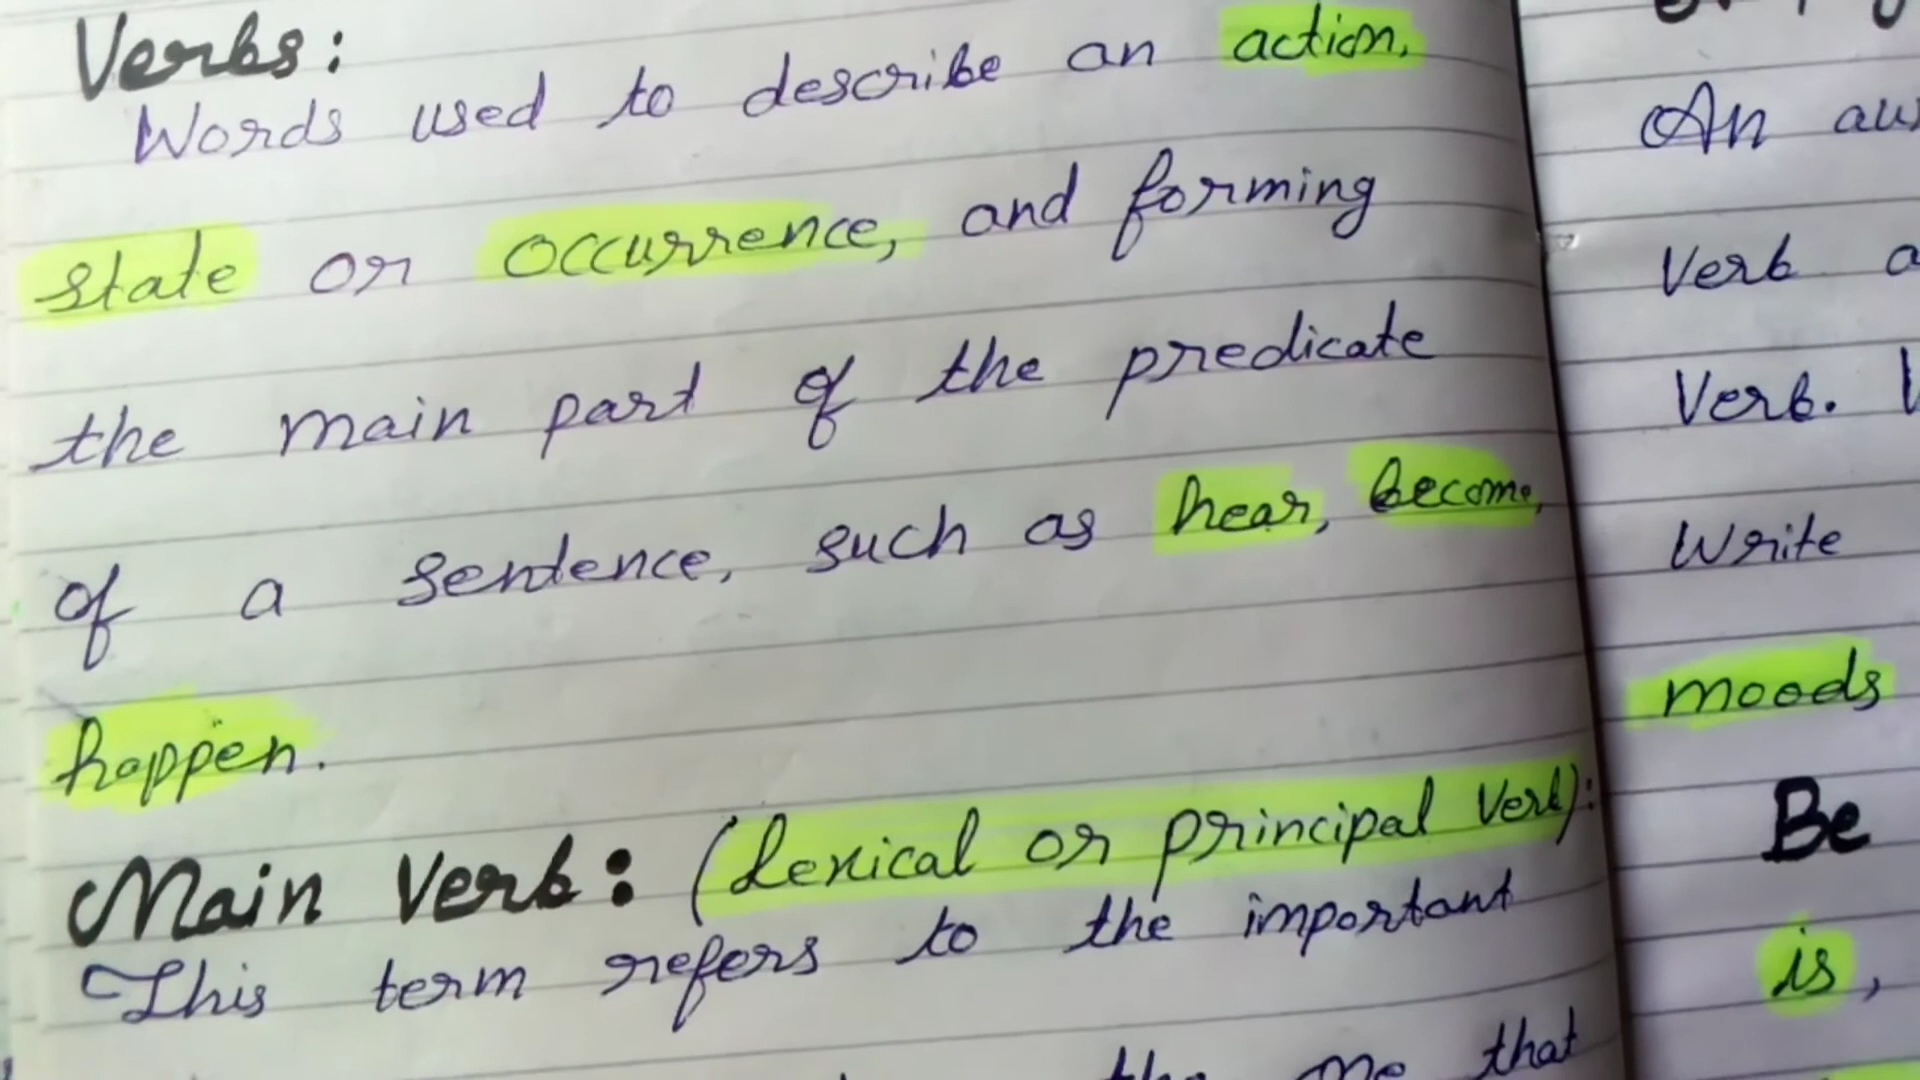 Verbs:
Words used to describe an action,
state or occurrence, and forming
the main part of the predicate
of a sentence, such as hear, become,
happen.
Main Verb: (Lexical or principal Verb):
This term refers to the important
that
An
Verb a
Verb.
Write
moods
Be
is,